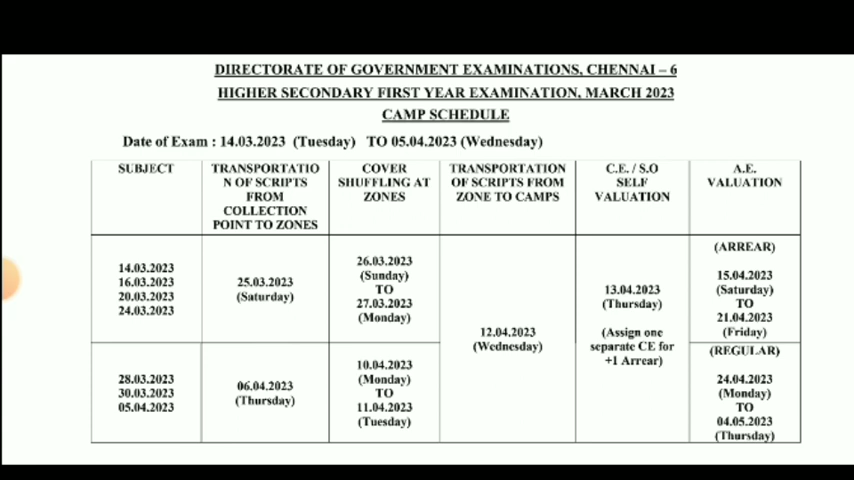 DIRECTORATE OF GOVERNMENT EXAMINATIONS, CHENNAI – 6
HIGHER SECONDARY FIRST YEAR EXAMINATION, MARCH 2023
CAMP SCHEDULE
Date of Exam : 14.03.2023 (Tuesday) TO 05.04.2023 (Wednesday)
SUBJECT
TRANSPORTATIO
N OF SCRIPTS
FROM
COLLECTION
POINT TO ZONES
COVER
SHUFFLING AT
ZONES
TRANSPORTATION
OF SCRIPTS FROM
ZONE TO CAMPS
C.E. / S.O
SELF
VALUATION
A.E.
VALUATION
14.03.2023
16.03.2023
20.03.2023
24.03.2023
25.03.2023
(Saturday)
26.03.2023
(Sunday)
TO
27.03.2023
(Monday)
12.04.2023
(Wednesday)
13.04.2023
(Thursday)
(Assign one
separate CE for
+1 Arrear)
(ARREAR)
15.04.2023
(Saturday)
TO
21.04.2023
(Friday)
28.03.2023
30.03.2023
05.04.2023
06.04.2023
(Thursday)
10.04.2023
(Monday)
TO
11.04.2023
(Tuesday)
(REGULAR)
24.04.2023
(Monday)
TO
04.05.2023
(Thursday)